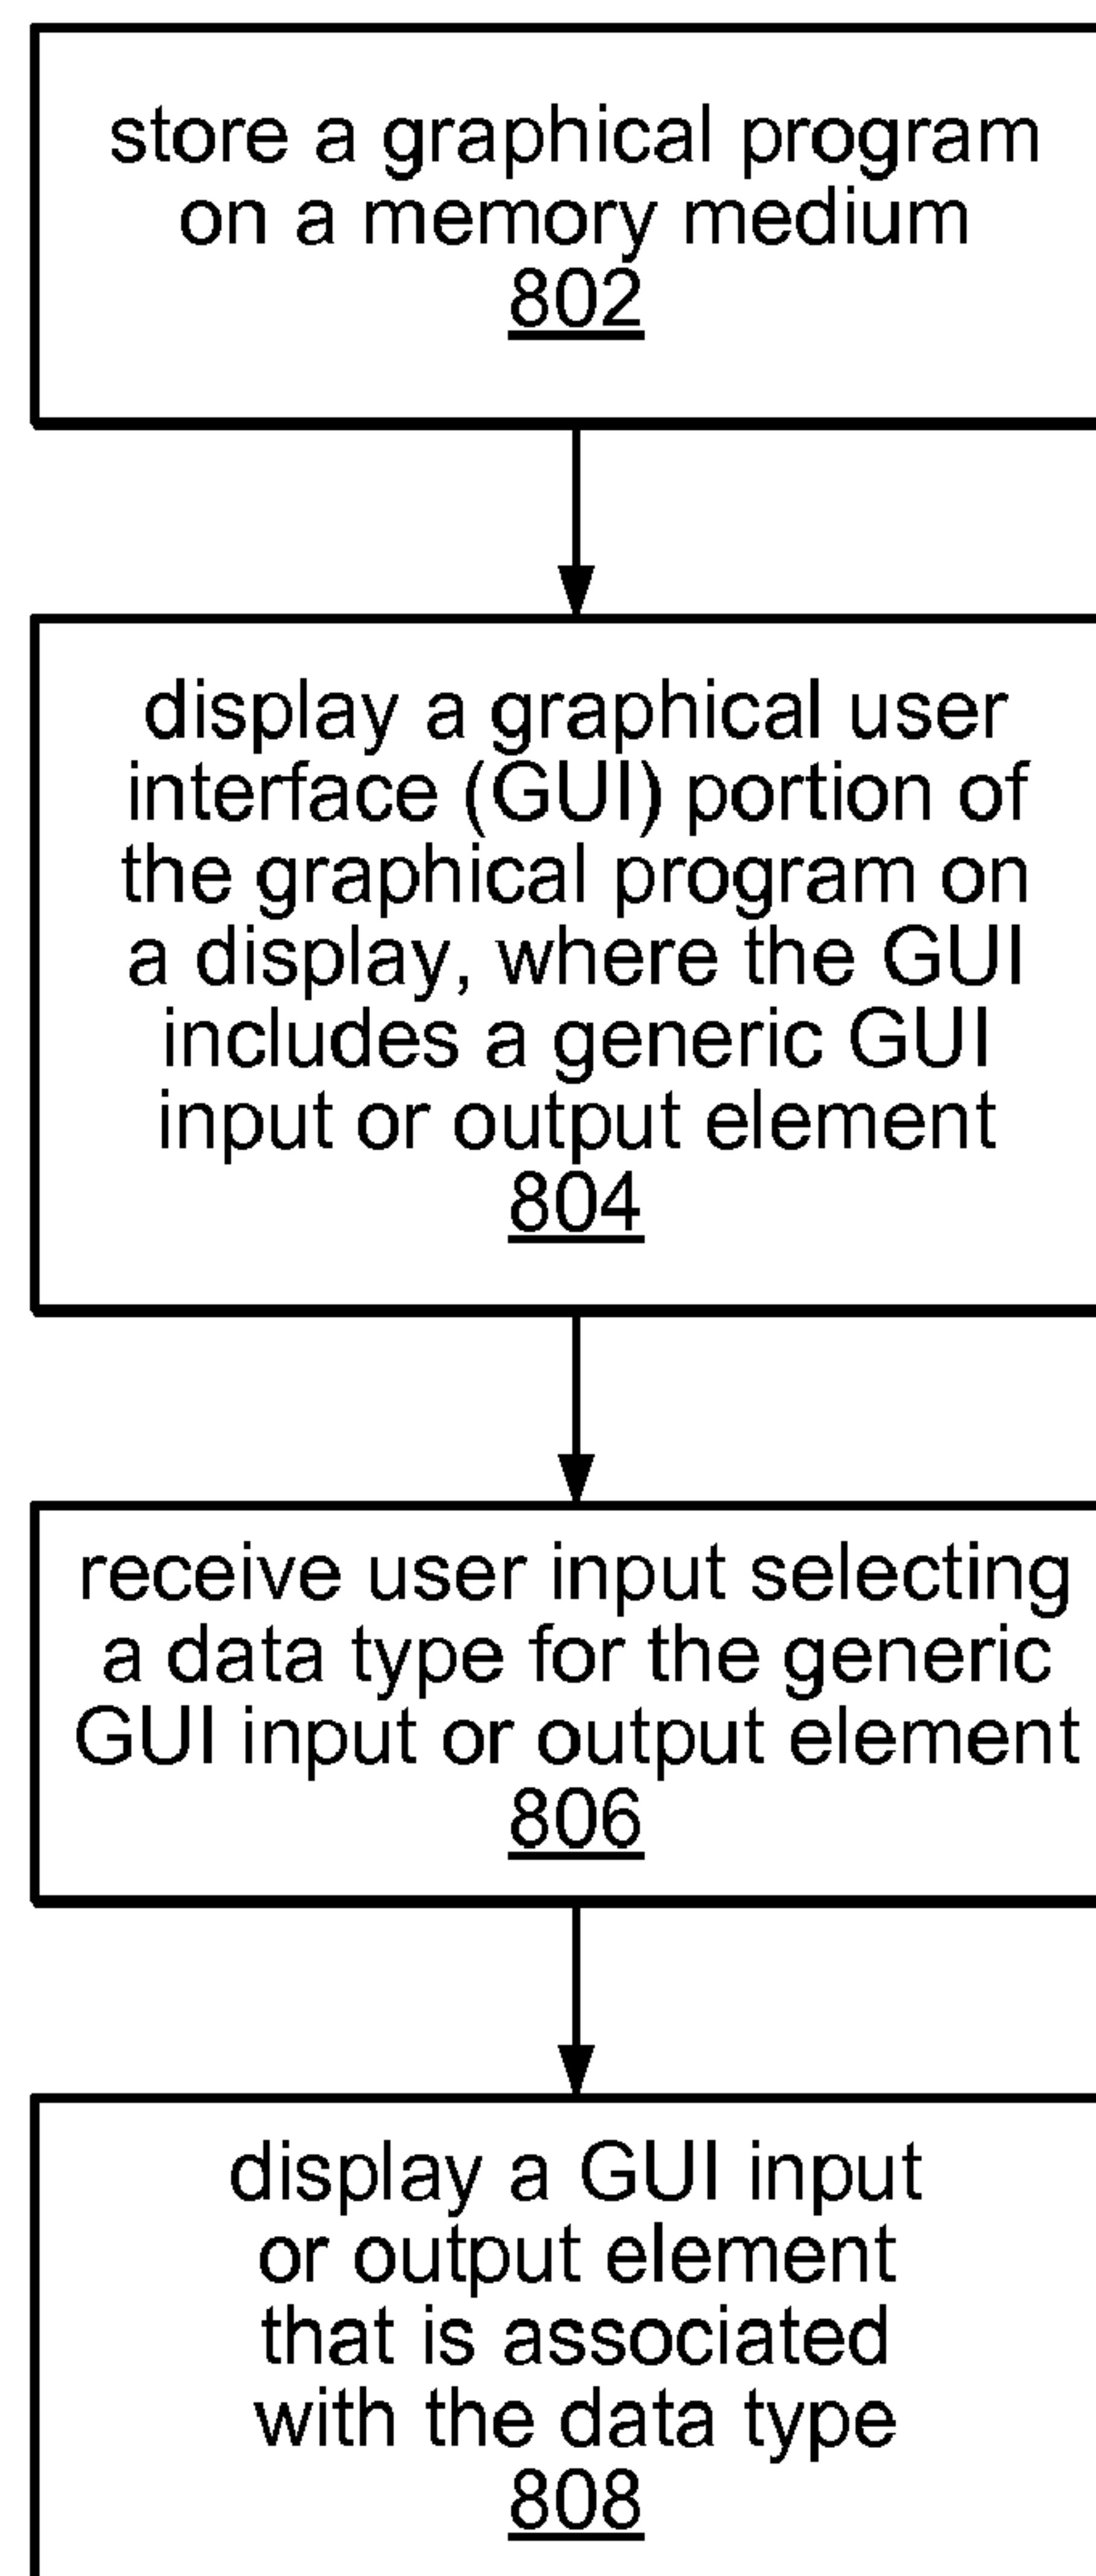 store a graphical program
on a memory medium
802
display a graphical user
interface (GUI) portion of
the graphical program on
a display, where the GUI
includes a generic GUI
input or output element
804
receive user input selecting
a data type for the generic
GUI input or output element
806
display a GUI input
or output element
that is associated
with the data type
808